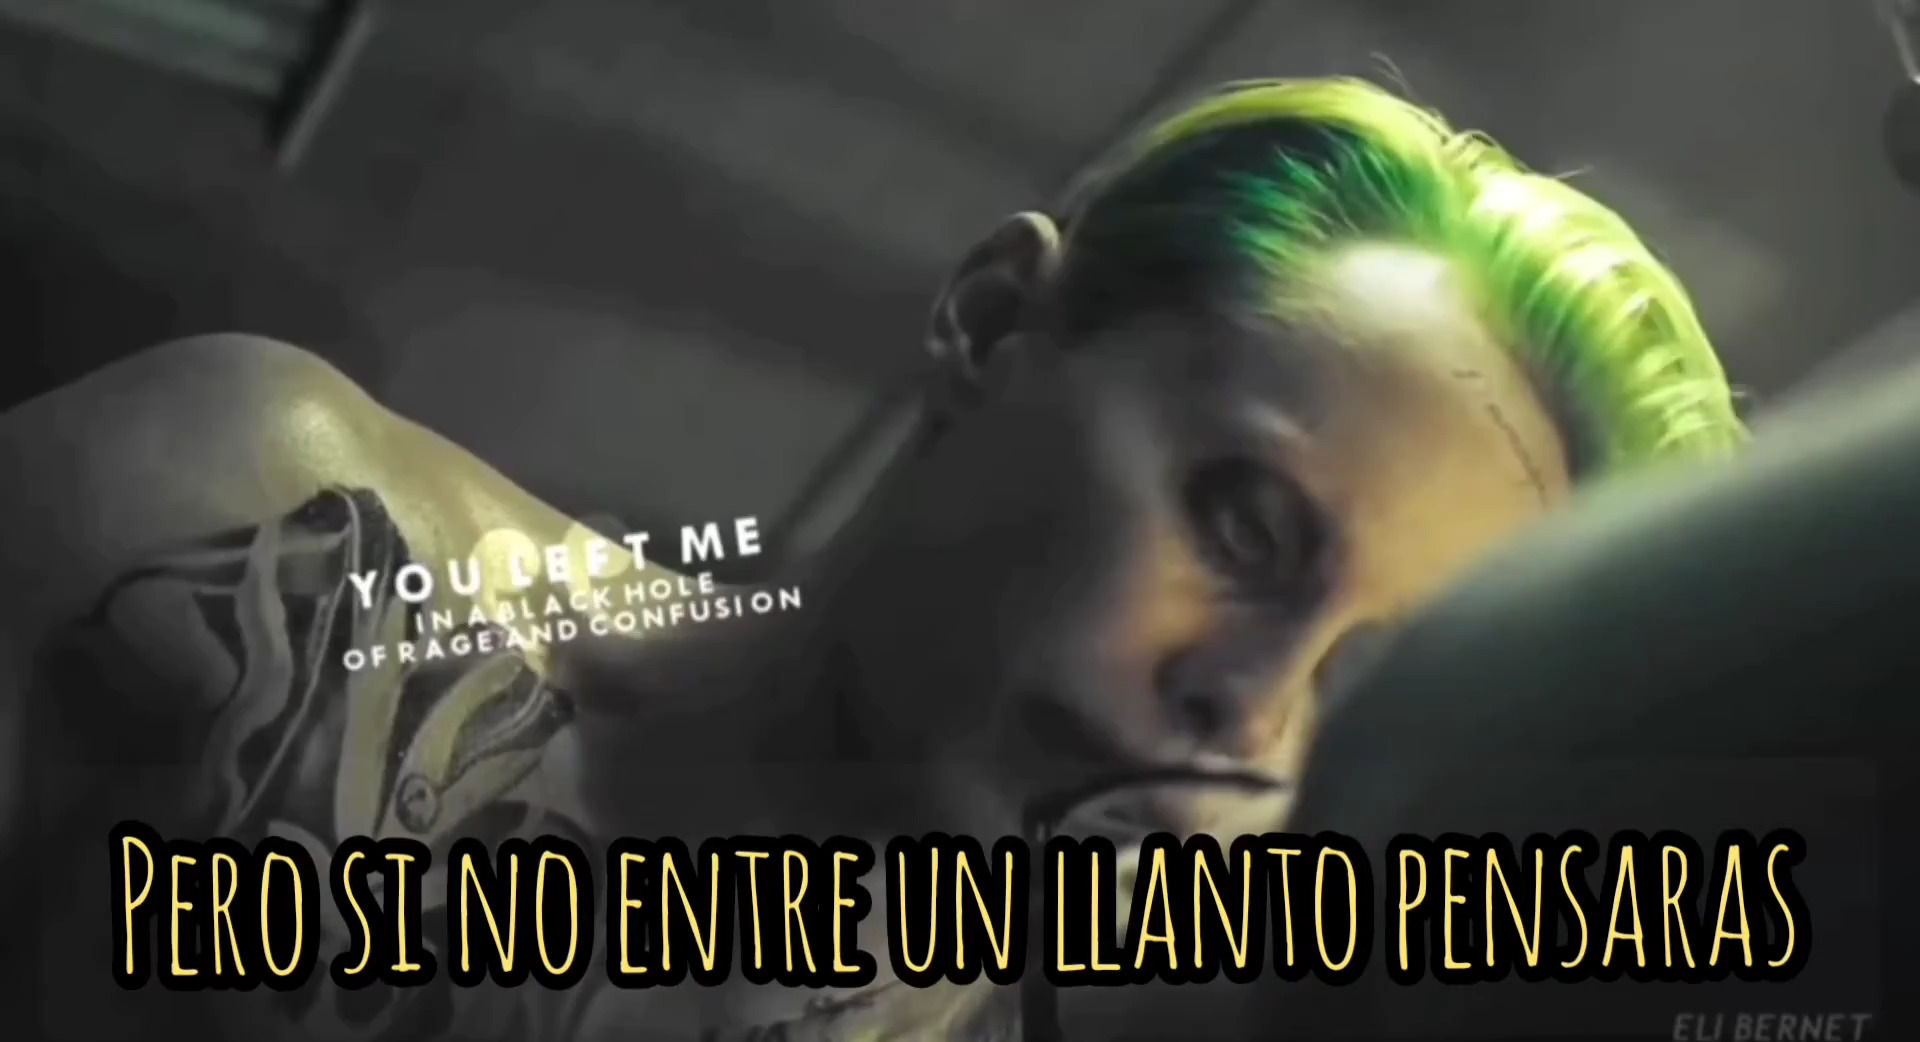 YOU LEFT ME
IN A BLACK HOLE
OF RAGE AND CONFUSION
PERO SI NO ENTRE UN LLANTO PENSARAS
ELI BERNET